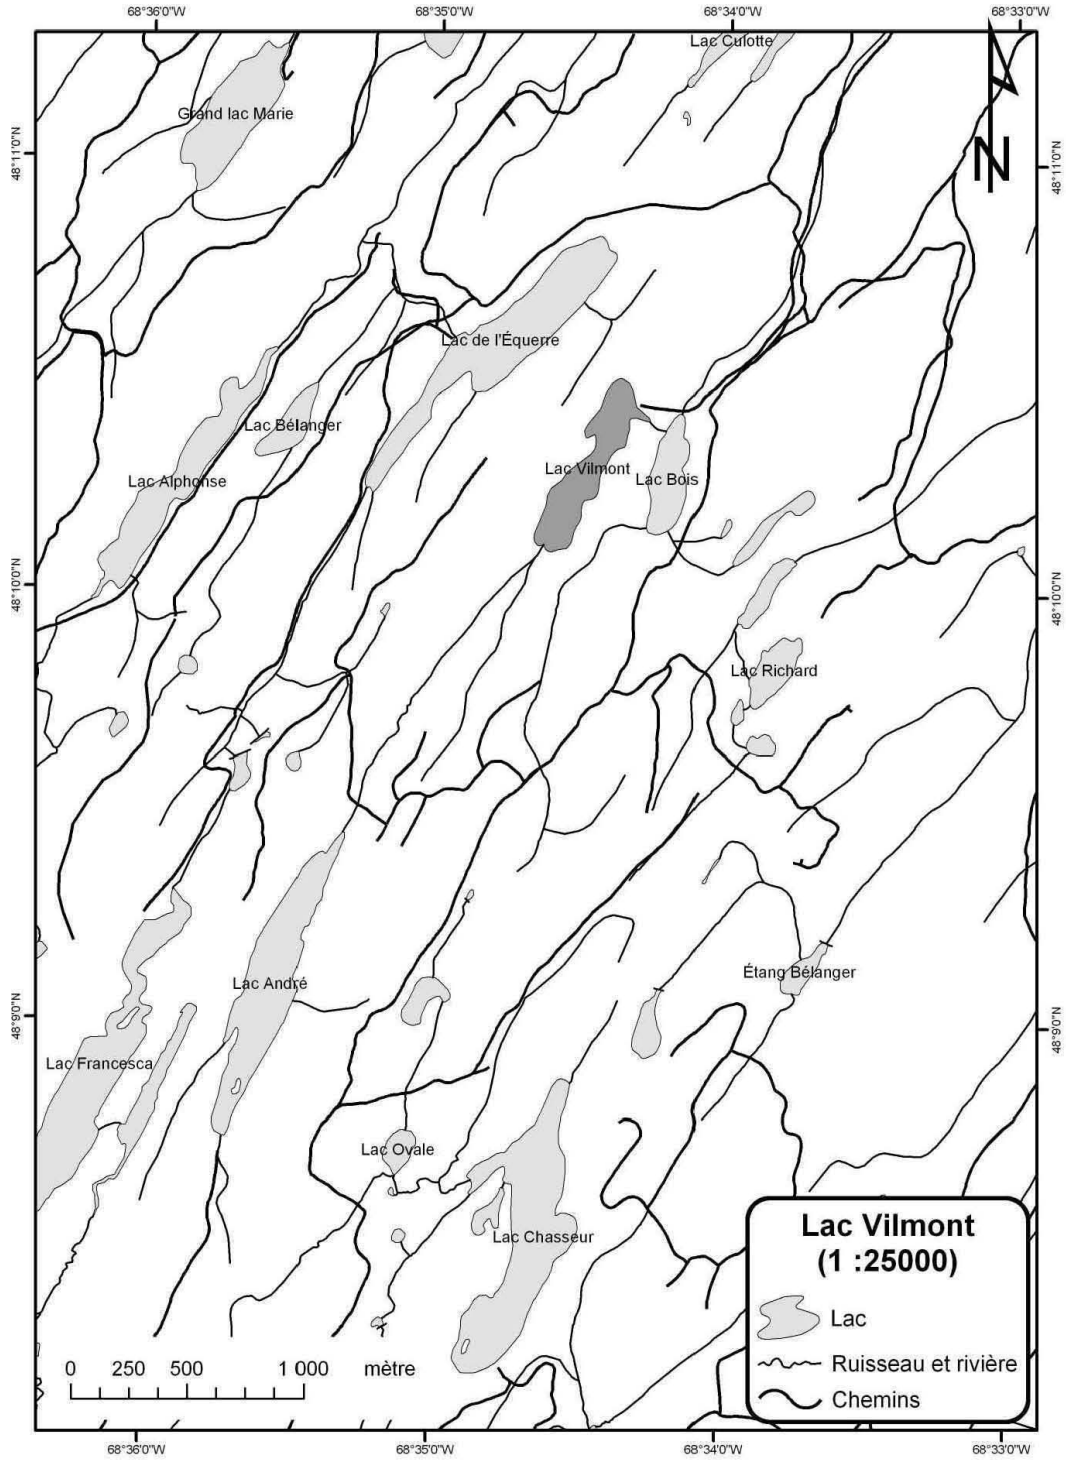 68°36'0"W 68°35'0"W 68°34'0"W 68°33'0"W
Lac Culotte
Grand lac Marie
48°11'0"N
48°11'0"N
N
Lac de l'Équerre
Lac Bélanger
Lac Vilmont
Lac Bois
Lac Alphonse
48°10'0"N
48°10'0"N
Lac Richard
Étang Bélanger
Lac André
48°9'0"N
48°9'0"N
Lac Francesca
Lac Ovale
Lac Chasseur
Lac Vilmont
(1 :25000)
Lac
Ruisseau et rivière
Chemins
0 250 500 1 000 mètre
68°36'0"W 68°35'0"W 68°34'0"W 68°33'0"W